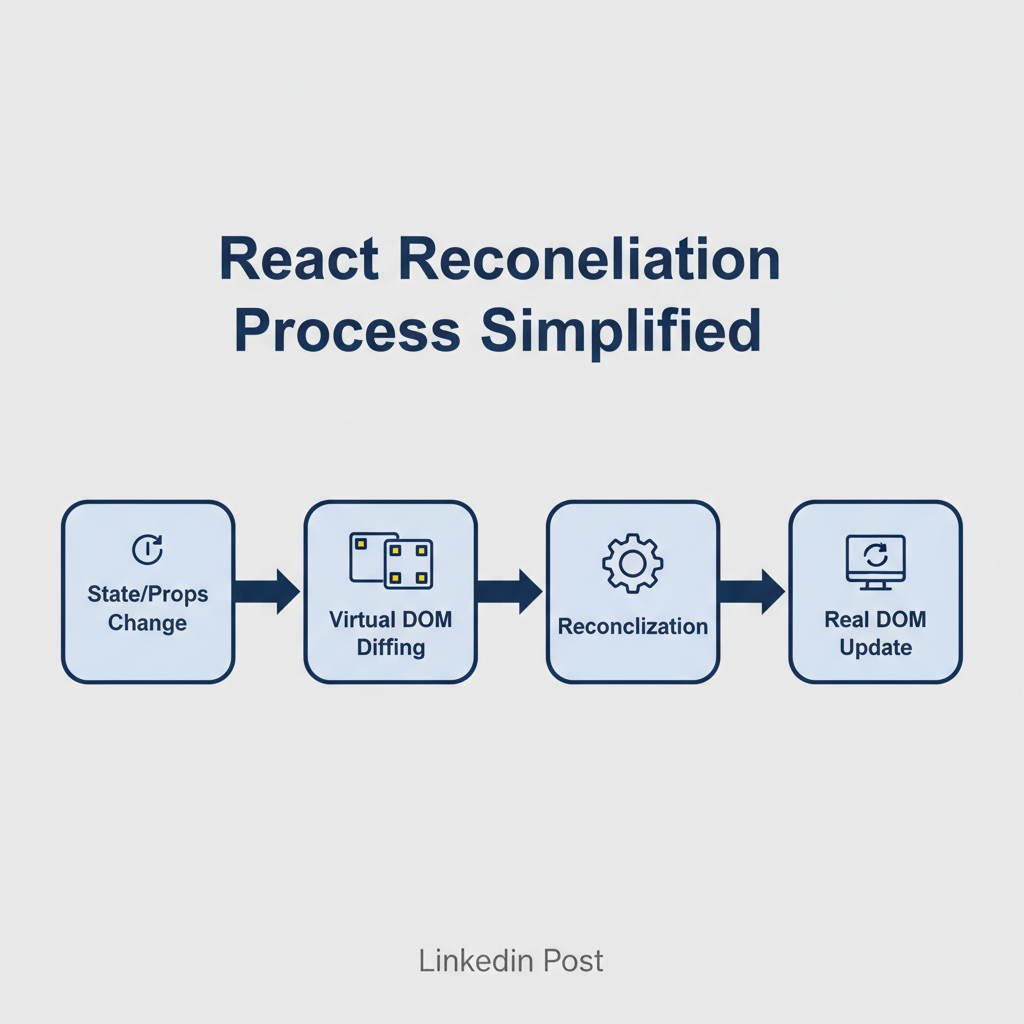 React Reconeliation
Process Simplified
State/Props
Change
Virtual DOM
Diffing
Reconclization
Real DOM
Update
Linkedin Post